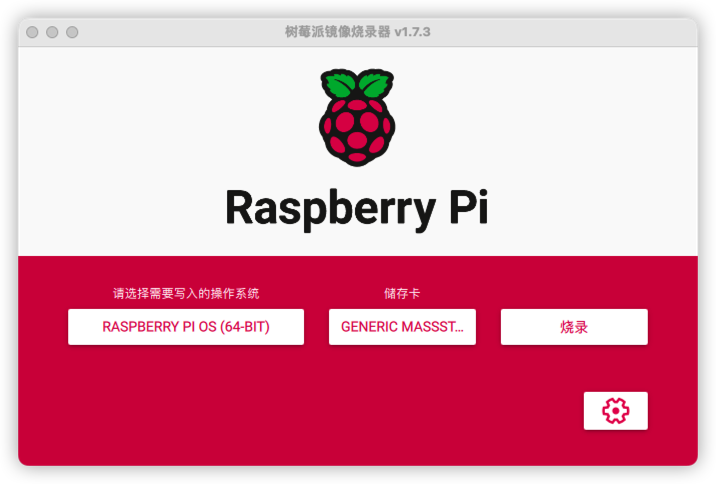 树莓派镜像烧录器 v1.7.3
Raspberry Pi
请选择需要写入的操作系统
储存卡
RASPBERRY PI OS (64-BIT)
GENERIC MASSST...
烧录